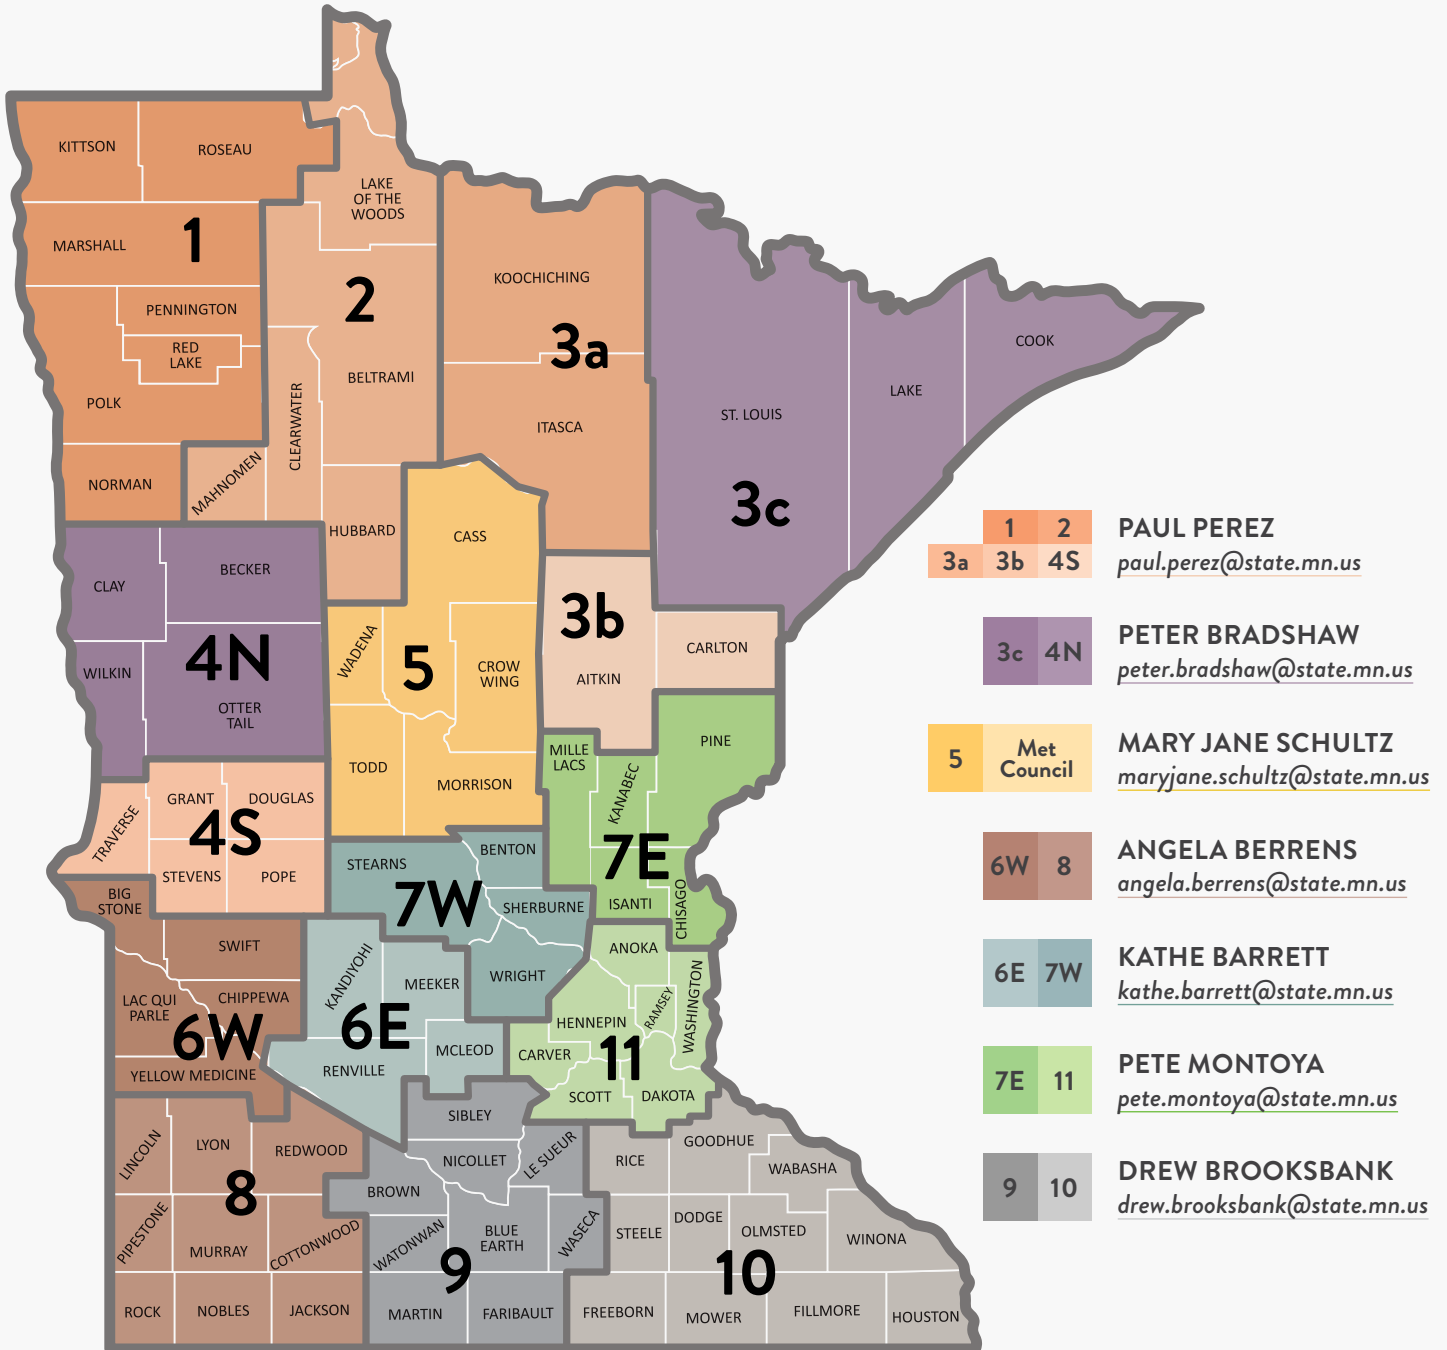 KITTSON
ROSEAU
LAKE
OF THE
WOODS
MARSHALL
1
KOOCHICHING
PENNINGTON
2
RED
LAKE
3a
COOK
BELTRAMI
LAKE
POLK
CLEARWATER
ITASCA
ST. LOUIS
NORMAN
MAHNOMEN
3c
HUBBARD
CASS
BECKER
CLAY
3b
4N
WADENA
5
CROW
WING
CARLTON
WILKIN
AITKIN
OTTER
TAIL
MILLE
LACS
PINE
TODD
MORRISON
KANABEC
GRANT
DOUGLAS
TRAVERSE
4S
STEVENS
POPE
STEARNS
BENTON
7E
7W
BIG
STONE
SHERBURNE
ISANTI
CHISAGO
SWIFT
ANOKA
KANDIYOHI
MEEKER
WRIGHT
LAC QUI
PARLE
CHIPPEWA
6W
6E
HENNEPIN
RAMSEY
WASHINGTON
MCLEOD
CARVER
11
YELLOW MEDICINE
RENVILLE
SCOTT
DAKOTA
SIBLEY
LINCOLN
LYON
REDWOOD
NICOLLET
LE SUEUR
RICE
GOODHUE
WABASHA
8
BROWN
PIPESTONE
MURRAY
COTTONWOOD
WATONWAN
BLUE
EARTH
WASECA
STEELE
DODGE
OLMSTED
WINONA
9
10
ROCK
NOBLES
JACKSON
MARTIN
FARIBAULT
FREEBORN
MOWER
FILLMORE
HOUSTON
1 2
3a 3b 4S
PAUL PEREZ
paul.perez@state.mn.us
3c 4N
PETER BRADSHAW
peter.bradshaw@state.mn.us
5
Met
Council
MARY JANE SCHULTZ
maryjane.schultz@state.mn.us
6W 8
ANGELA BERRENS
angela.berrens@state.mn.us
6E 7W
KATHE BARRETT
kathe.barrett@state.mn.us
7E 11
PETE MONTOYA
pete.montoya@state.mn.us
9 10
DREW BROOKSBANK
drew.brooksbank@state.mn.us